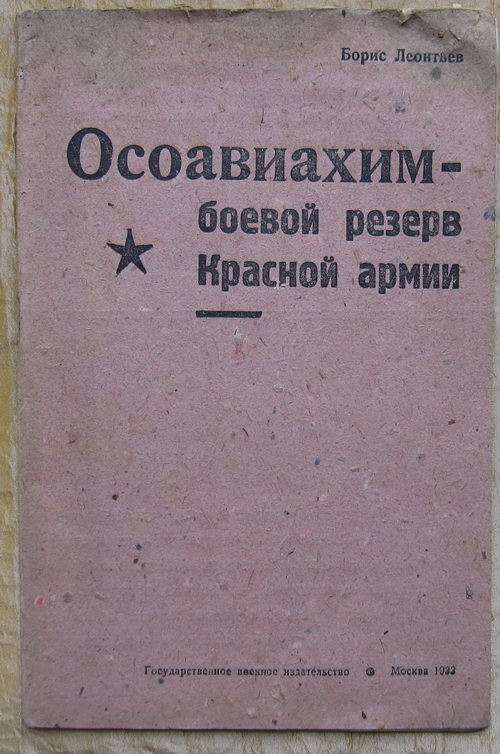 Борис Леонтьев
Осоавиахим-
боевой резерв
Красной армии
Государственное военное издательство Москва 1933